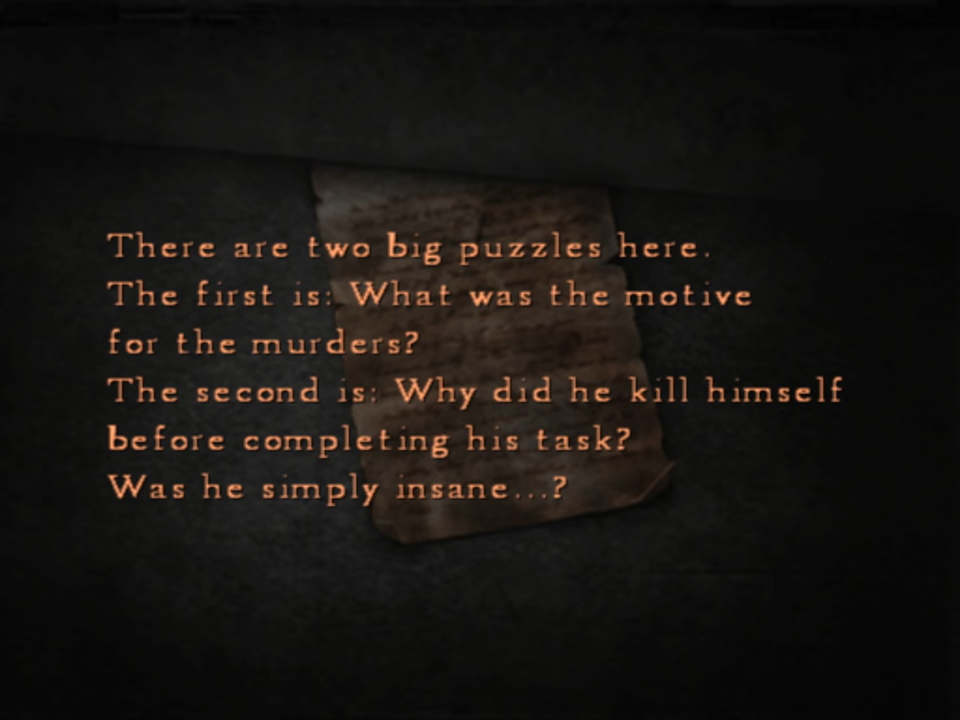 There are two big puzzles here.
The first is: What was the motive
for the murders?
The second is: Why did he kill himself
before completing his task?
Was he simply insane...?